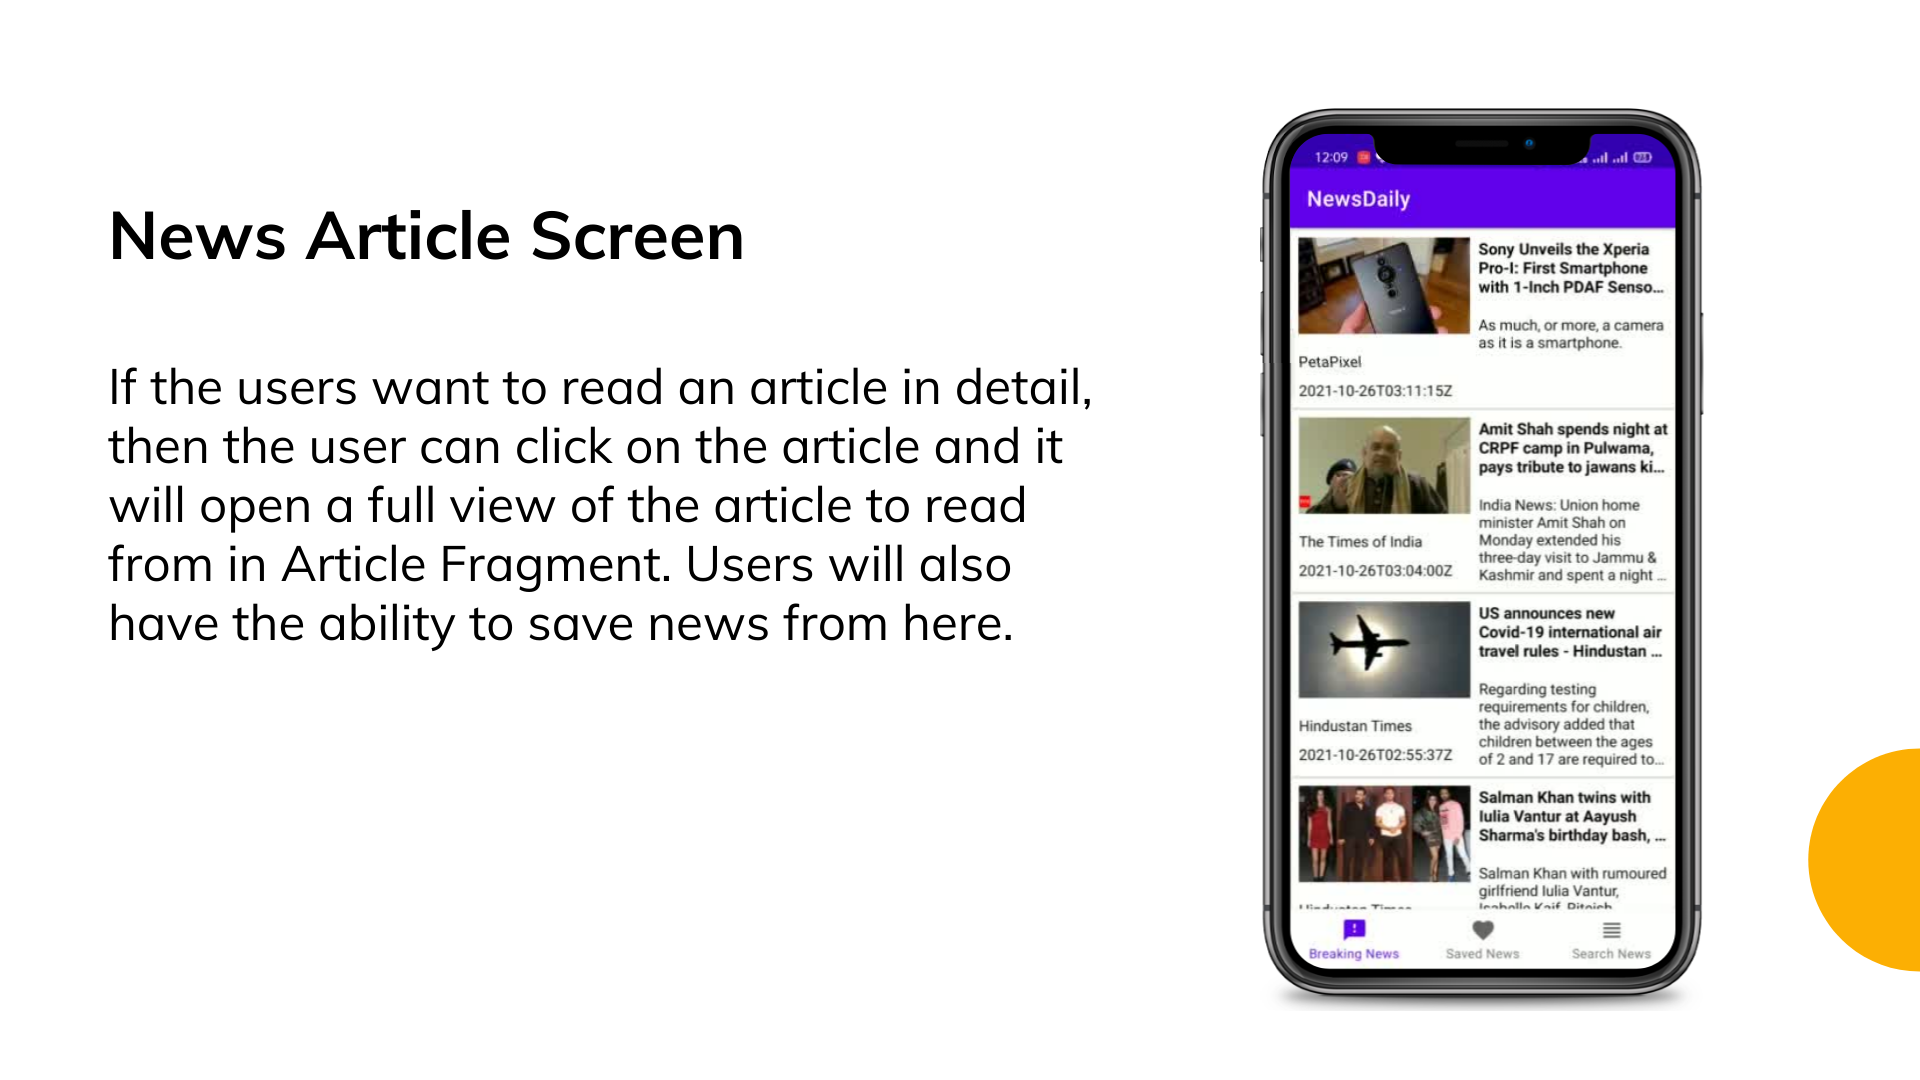 News Article Screen
If the users want to read an article in detail,
then the user can click on the article and it
will open a full view of the article to read
from in Article Fragment. Users will also
have the ability to save news from here.
12:09
NewsDaily
Sony Unveils the Xperia
Pro-I: First Smartphone
with 1-Inch PDAF Senso...
As much, or more, a camera
as it is a smartphone.
PetaPixel
2021-10-26T03:11:15Z
Amit Shah spends night at
CRPF camp in Pulwama,
pays tribute to jawans ki...
India News: Union home
minister Amit Shah on
Monday extended his
three-day visit to Jammu &
Kashmir and spent a night ...
The Times of India
2021-10-26T03:04:00Z
US announces new
Covid-19 international air
travel rules - Hindustan ...
Regarding testing
requirements for children,
the advisory added that
children between the ages
of 2 and 17 are required to...
Hindustan Times
2021-10-26T02:55:37Z
Salman Khan twins with
Iulia Vantur at Aayush
Sharma's birthday bash, ...
Salman Khan with rumoured
girlfriend Iulia Vantur,
Isabelle Kaif, Riteish
Hindustan Times
Breaking News
Saved News
Search News